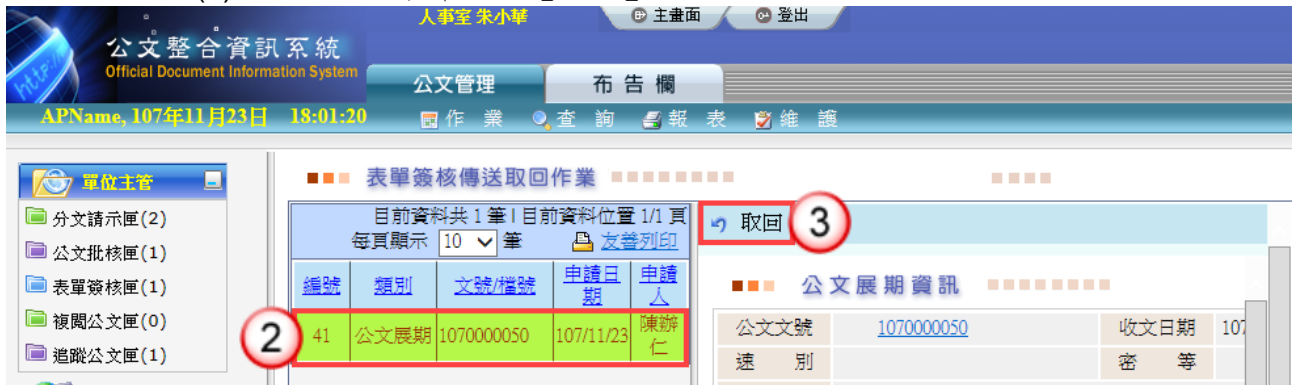 人事室 朱小華 主畫面 登出
公文整合資訊系統
Official Document Information System
公文管理 布告欄
APName, 107年11月23日 18:01:20 作業 查詢 報表 維護
單位主管
分文請示匣(2)
公文批核匣(1)
表單簽核匣(1)
複閱公文匣(0)
追蹤公文匣(1)
表單簽核傳送取回作業
目前資料共 1 筆 | 目前資料位置 1/1 頁
每頁顯示 10 筆 友善列印
編號 類別 文號/檔號 申請日期 申請人
2 41 公文展期 1070000050 107/11/23 陳辦仁
取回 3
公文展期資訊
公文文號 1070000050 收文日期 107
速別 密等